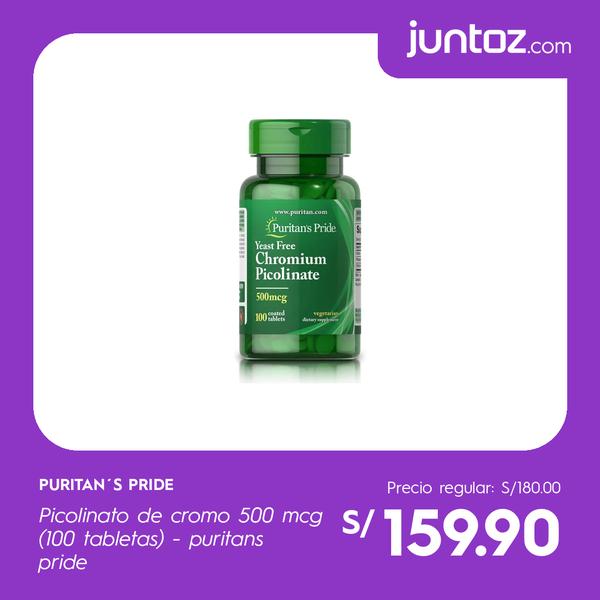 juntoz.com
www.puritan.com
Puritan's Pride
Yeast Free
Chromium
Picolinate
500mcg
100 coated tablets
vegetarian
dietary supplement
PURITAN´S PRIDE
Picolinato de cromo 500 mcg
(100 tabletas) - puritans
pride
Precio regular: S/180.00
S/159.90